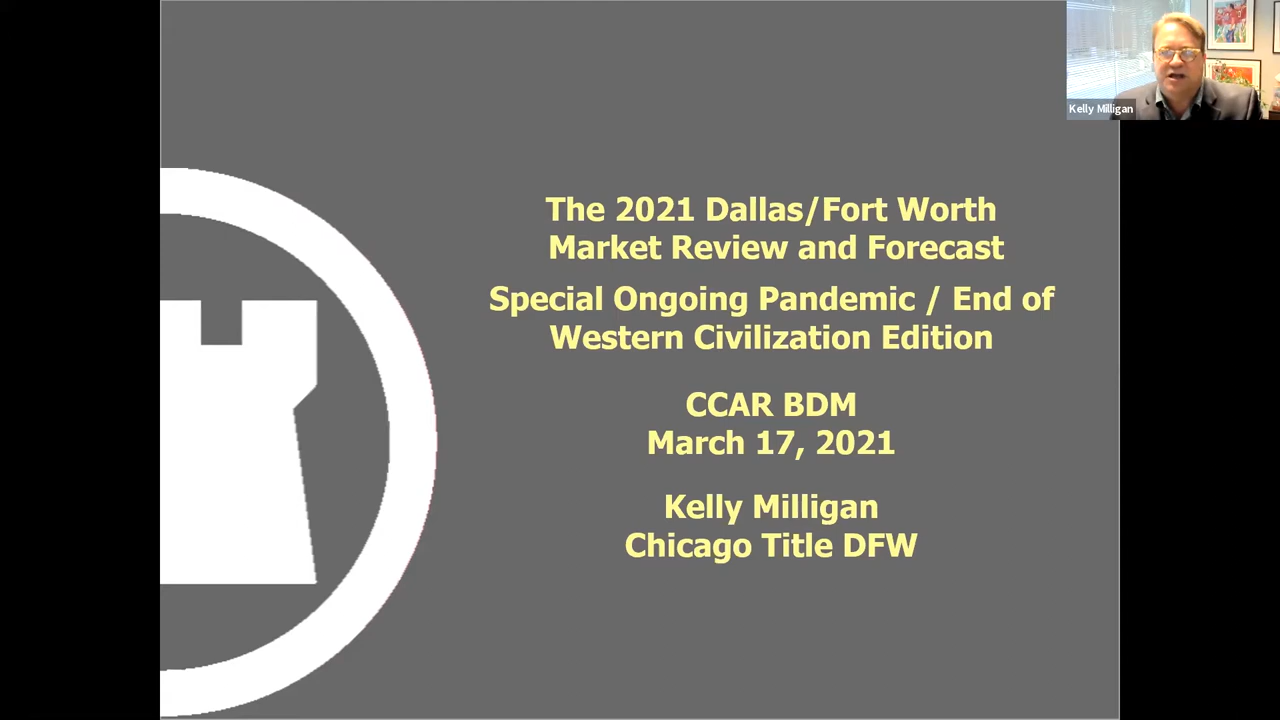 Kelly Milligan
The 2021 Dallas/Fort Worth
Market Review and Forecast
Special Ongoing Pandemic / End of
Western Civilization Edition
CCAR BDM
March 17, 2021
Kelly Milligan
Chicago Title DFW